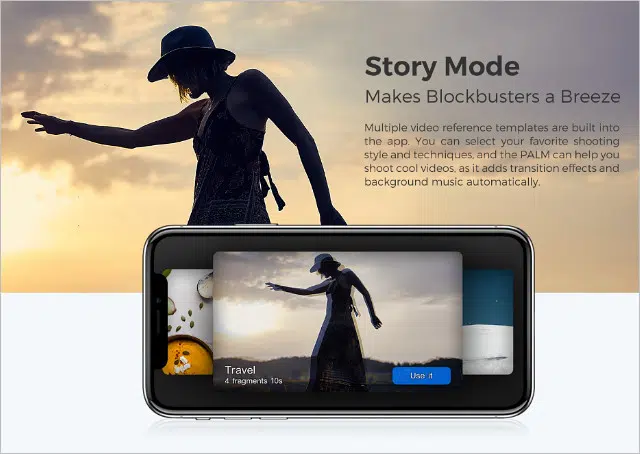 Story Mode
Makes Blockbusters a Breeze
Multiple video reference templates are built into
the app. You can select your favorite shooting
style and techniques, and the PALM can help you
shoot cool videos, as it adds transition effects and
background music automatically.
Travel
4 fragments 10s
Use it